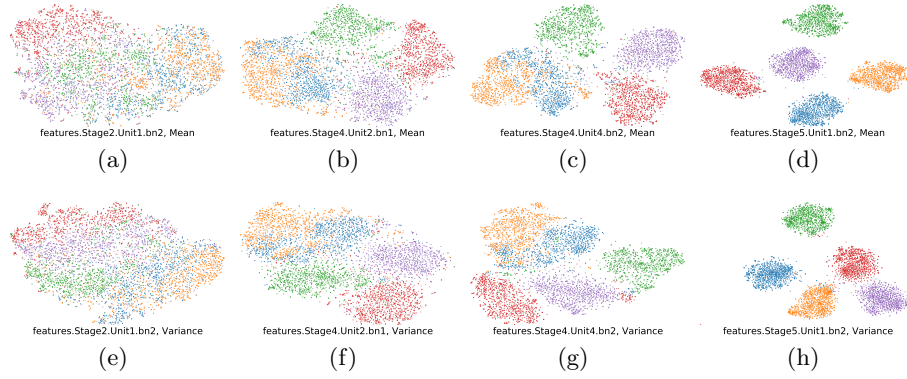 features.Stage2.Unit1.bn2, Mean
features.Stage4.Unit2.bn1, Mean
features.Stage4.Unit4.bn2, Mean
features.Stage5.Unit1.bn2, Mean
(a)
(b)
(c)
(d)
features.Stage2.Unit1.bn2, Variance
features.Stage4.Unit2.bn1, Variance
features.Stage4.Unit4.bn2, Variance
features.Stage5.Unit1.bn2, Variance
(e)
(f)
(g)
(h)